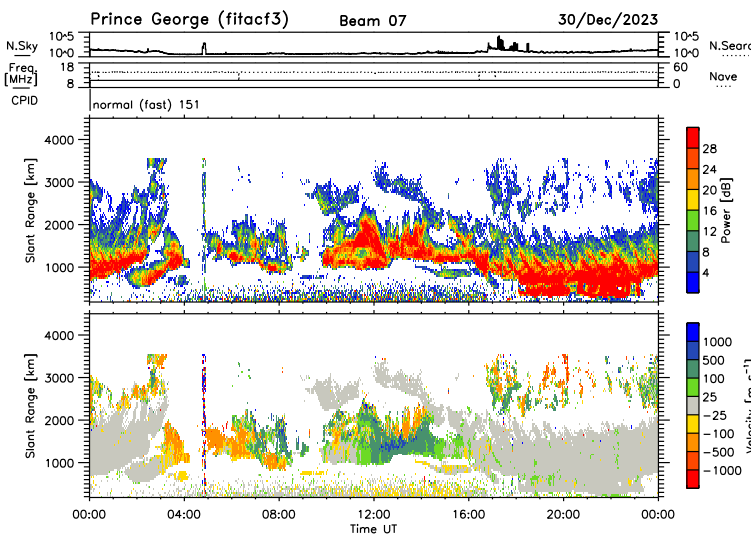 Prince George (fitacf3) Beam 07 30/Dec/2023
N.Sky 10^5 10^0 10^5 10^0 N.Sear
Freq. [MHz] 18 8 60 0 Nave
CPID normal (fast) 151
Slant Range [km] 4000 3000 2000 1000
28 24 20 16 12 8 4 Power [dB]
Slant Range [km] 4000 3000 2000 1000
1000 500 100 25 -25 -100 -500 -1000 Velocity [m s^-1]
00:00 04:00 08:00 12:00 16:00 20:00 00:00
Time UT